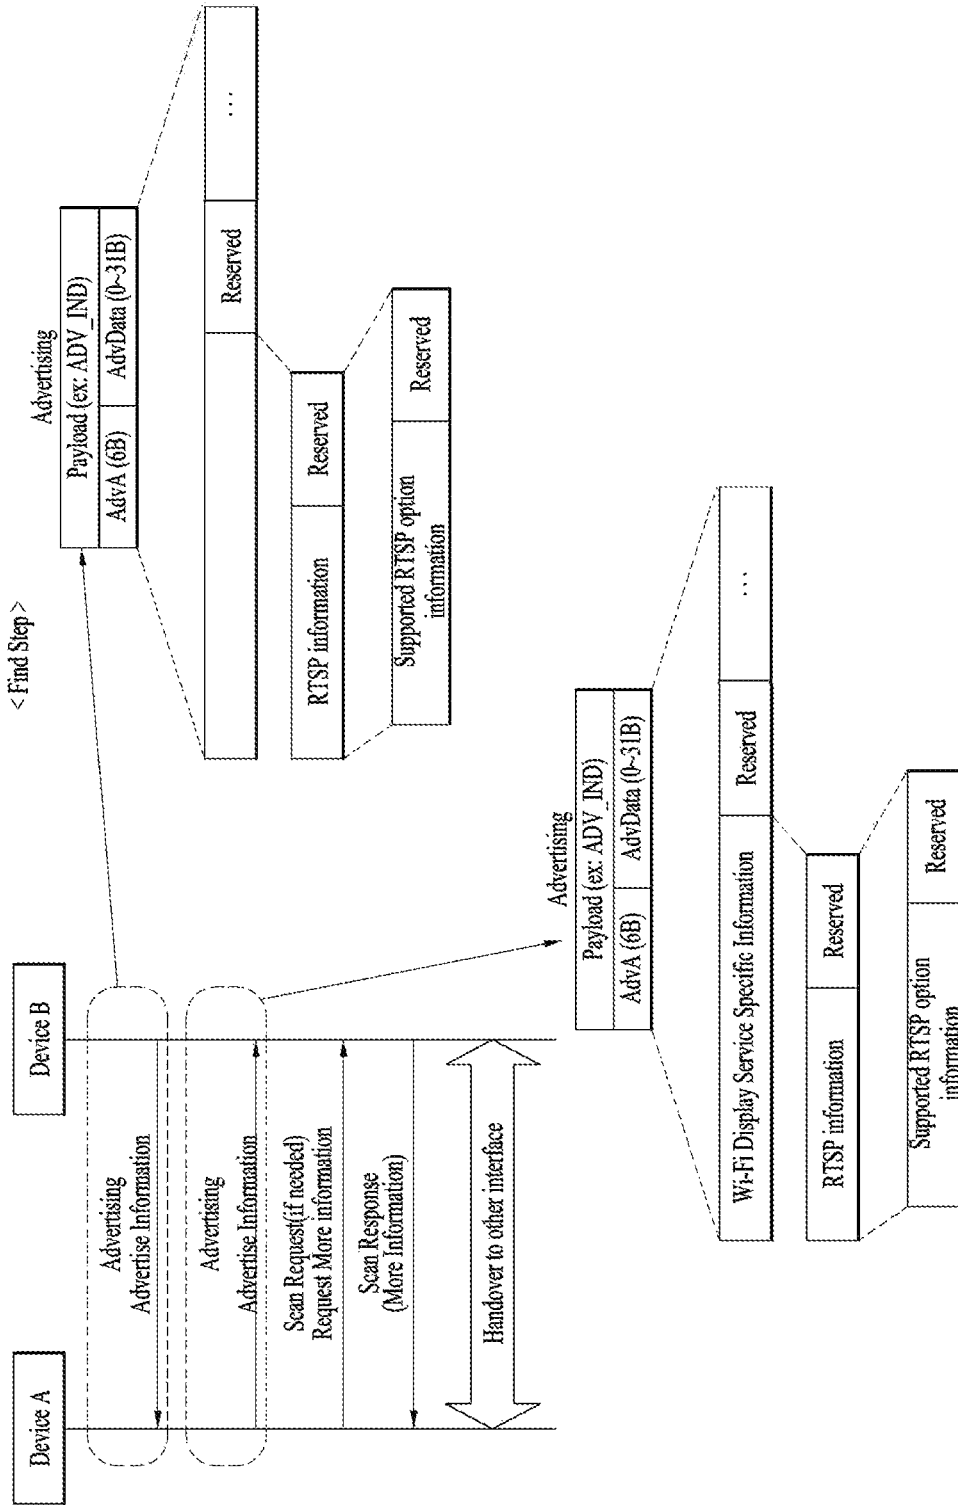 < Find Step >
Device A
Device B
Advertising
Advertise Information
Advertising
Advertise Information
Scan Request(if needed)
Request More information
Scan Response
(More Information)
Handover to other interface
Advertising
Payload (ex: ADV_IND)
AdvA (6B)
AdvData (0~31B)
Reserved
...
RTSP information
Reserved
Supported RTSP option
information
Reserved
Advertising
Payload (ex: ADV_IND)
AdvA (6B)
AdvData (0~31B)
Wi-Fi Display Service Specific Information
Reserved
...
RTSP information
Reserved
Supported RTSP option
information
Reserved